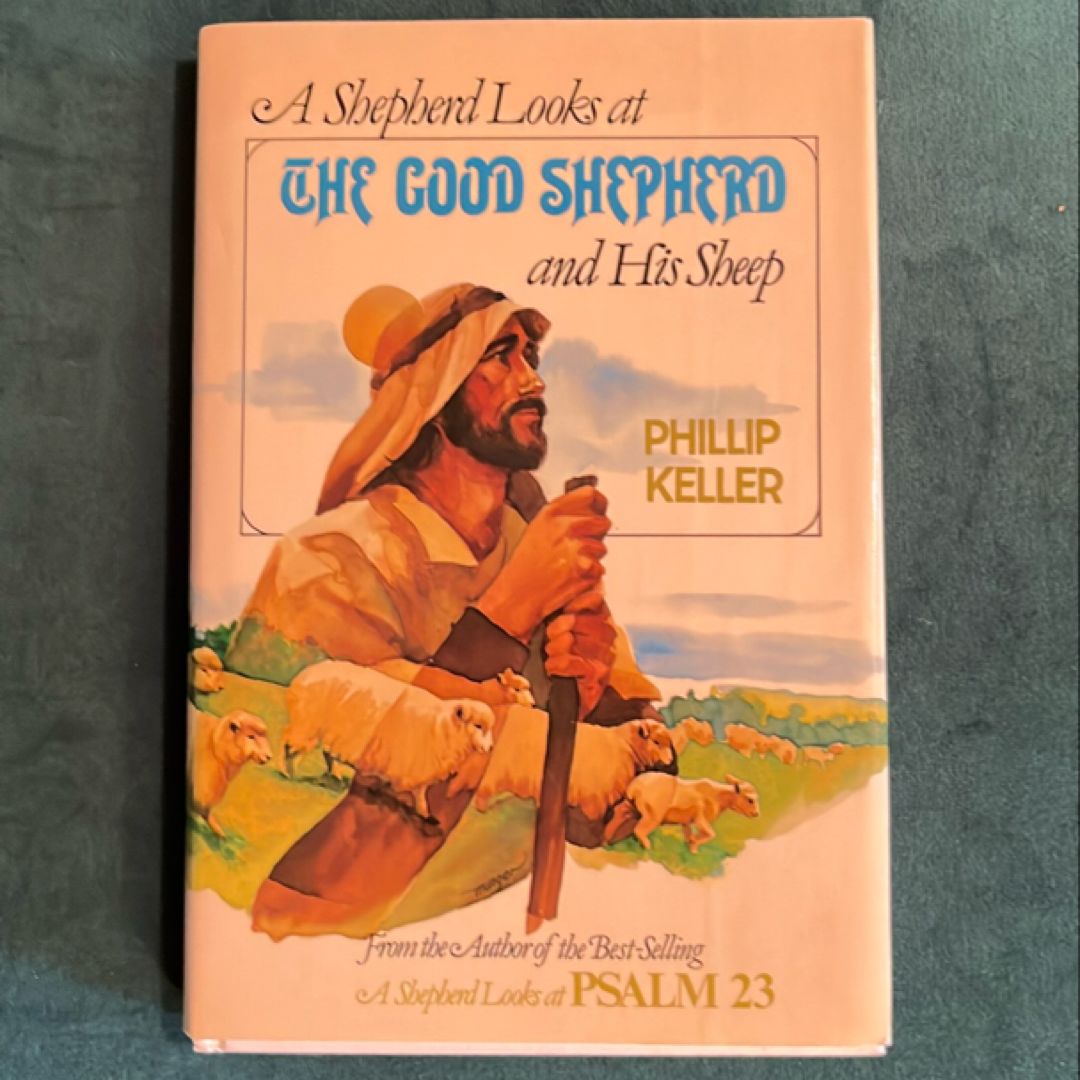 A Shepherd Looks at
THE GOOD SHEPHERD
and His Sheep
PHILLIP
KELLER
From the Author of the Best-Selling
A Shepherd Looks at PSALM 23